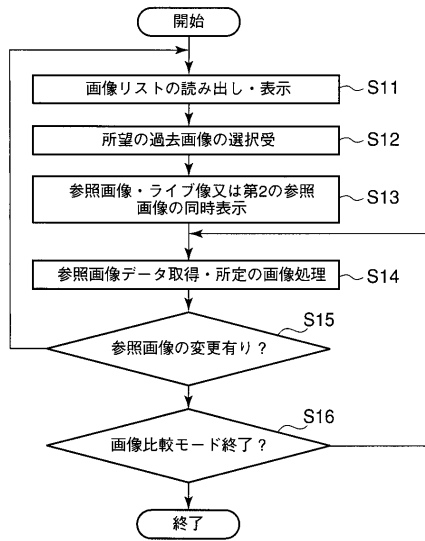 開始
画像リストの読み出し・表示
S11
所望の過去画像の選択受
S12
参照画像・ライブ像又は第2の参照
画像の同時表示
S13
参照画像データ取得・所定の画像処理
S14
S15
参照画像の変更有り？
S16
画像比較モード終了？
終了